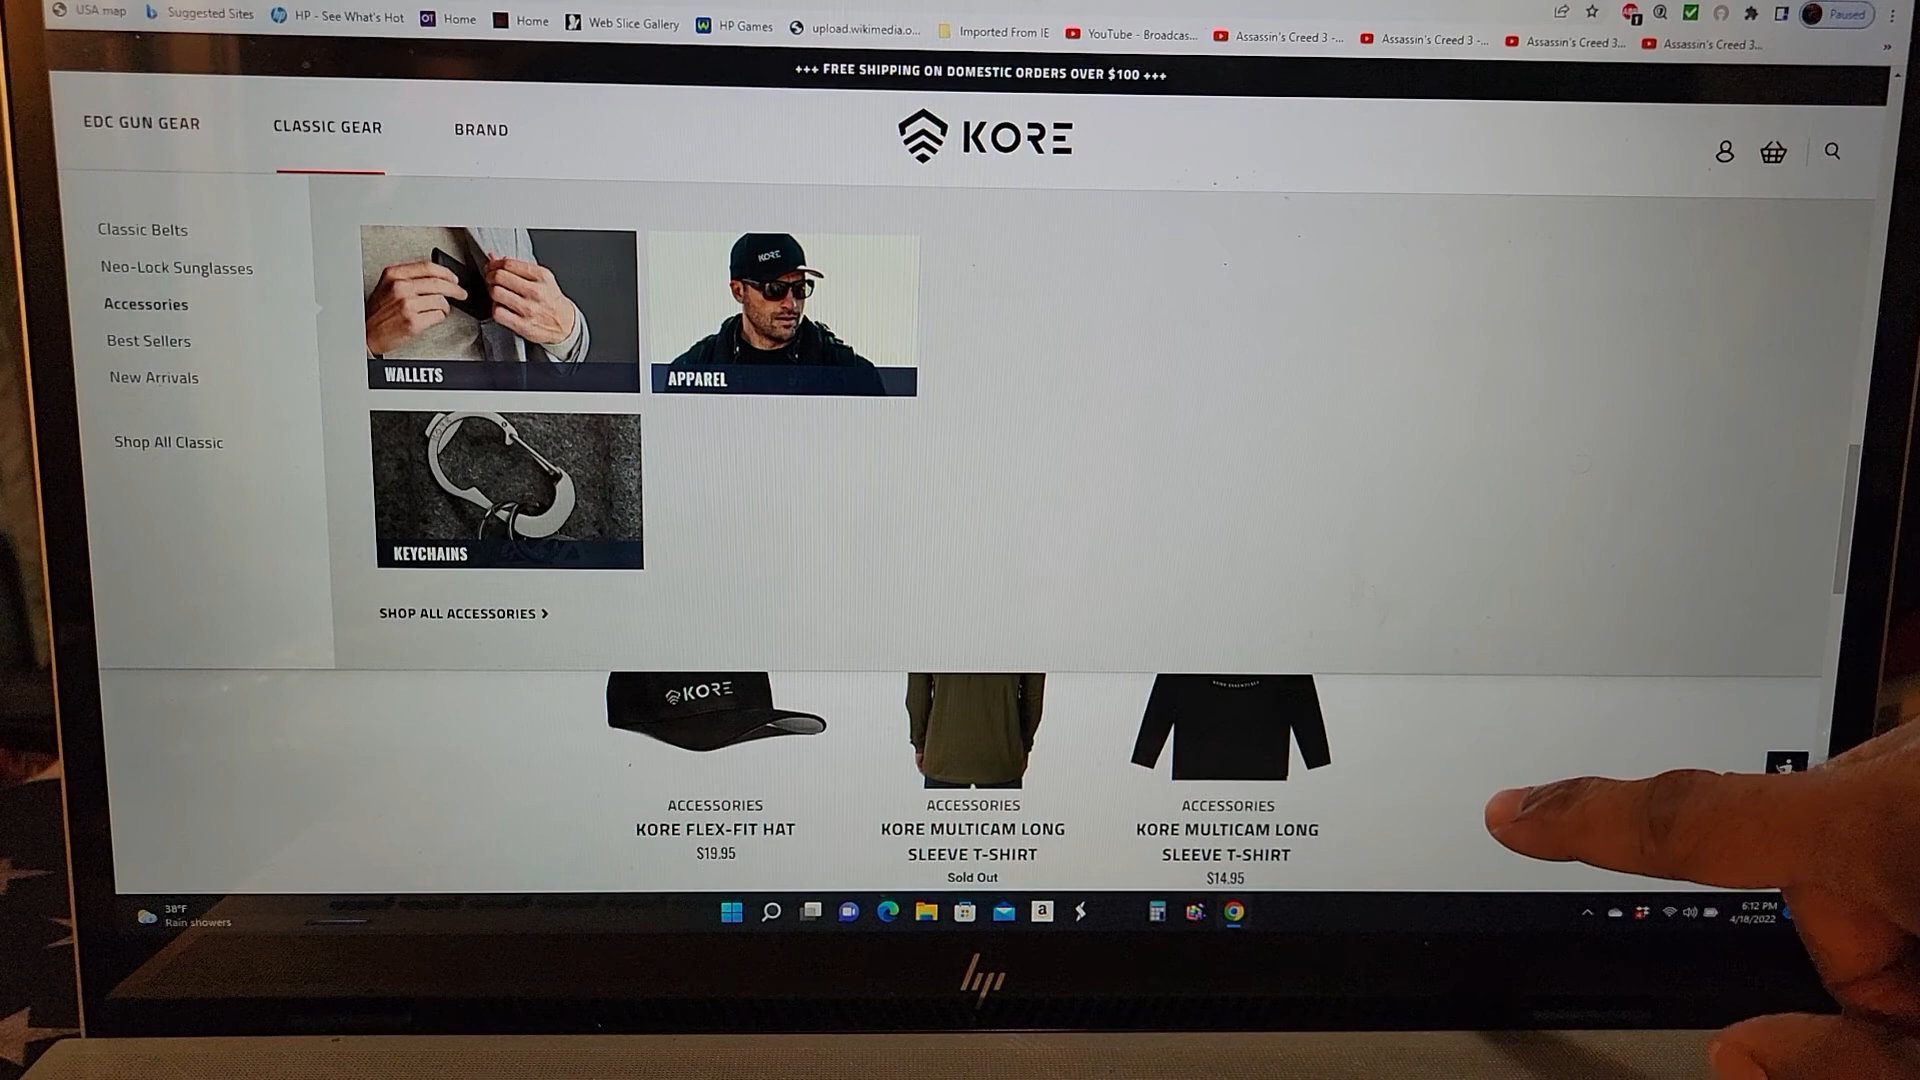 USA map
Suggested Sites
HP - See What's Hot
OT Home
Home
Web Slice Gallery
HP Games
upload.wikimedia.o...
Imported From IE
YouTube - Broadcas...
Assassin's Creed 3 -...
Assassin's Creed 3 -...
Assassin's Creed 3...
Assassin's Creed 3...
Paused
+++ FREE SHIPPING ON DOMESTIC ORDERS OVER $100 +++
EDC GUN GEAR
CLASSIC GEAR
BRAND
KORE
Classic Belts
Neo-Lock Sunglasses
Accessories
Best Sellers
New Arrivals
Shop All Classic
KORE
WALLETS
APPAREL
KEYCHAINS
SHOP ALL ACCESSORIES >
KORE
KORE ESSENTIALS
ACCESSORIES
KORE FLEX-FIT HAT
$19.95
ACCESSORIES
KORE MULTICAM LONG
SLEEVE T-SHIRT
Sold Out
ACCESSORIES
KORE MULTICAM LONG
SLEEVE T-SHIRT
$14.95
38°F
Rain showers
a
6:12 PM
4/18/2022
hp